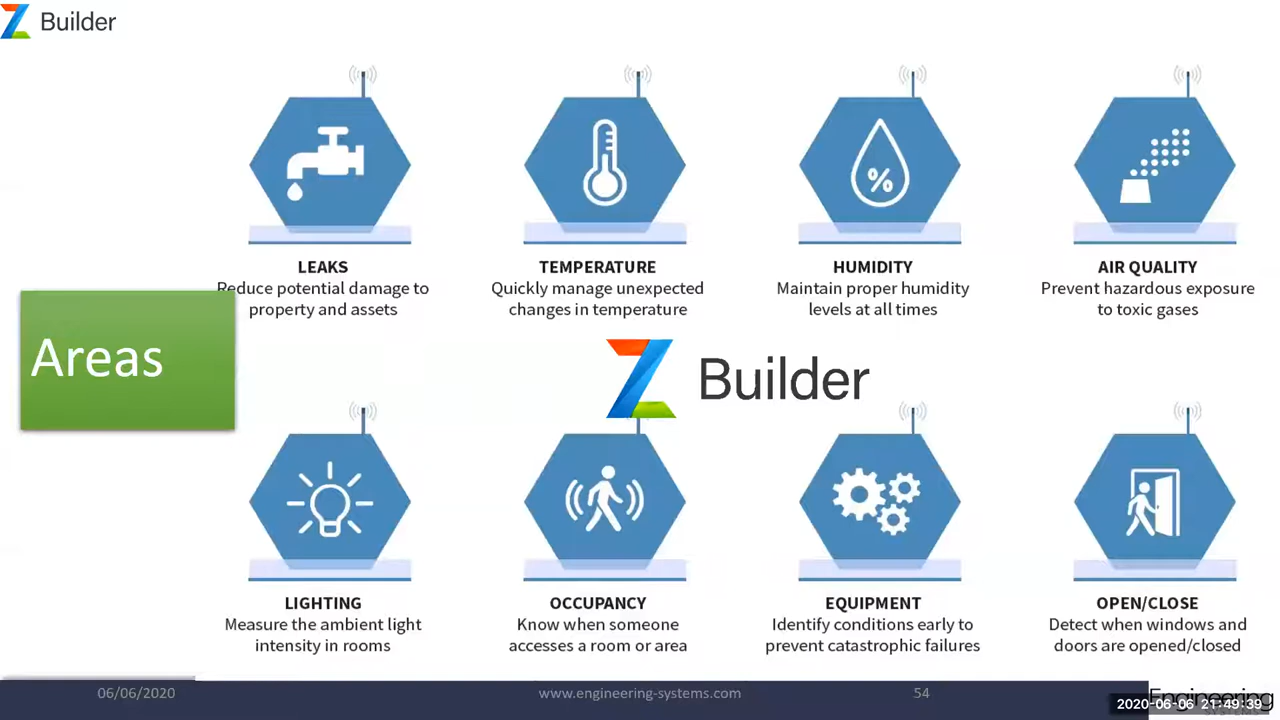 Builder
LEAKS
Reduce potential damage to
property and assets
TEMPERATURE
Quickly manage unexpected
changes in temperature
HUMIDITY
%
Maintain proper humidity
levels at all times
AIR QUALITY
Prevent hazardous exposure
to toxic gases
Areas
Builder
LIGHTING
Measure the ambient light
intensity in rooms
OCCUPANCY
Know when someone
accesses a room or area
EQUIPMENT
Identify conditions early to
prevent catastrophic failures
OPEN/CLOSE
Detect when windows and
doors are opened/closed
06/06/2020
www.engineering-systems.com
54
Engineering
2020-06-06 21:49:39